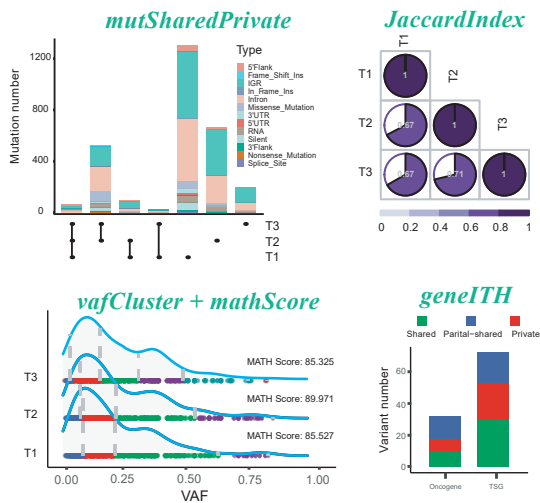 mutSharedPrivate
Mutation number
1200
800
400
0
Type
5'Flank
Frame_Shift_Ins
IGR
In_Frame_Ins
Intron
Missense_Mutation
3'UTR
5'UTR
RNA
Silent
3'Flank
Nonsense_Mutation
Splice_Site
T3
T2
T1
JaccardIndex
T1
T1
1
T2
T2
0.67
1
T3
T3
0.67
0.71
1
0 0.2 0.4 0.6 0.8 1
vafCluster + mathScore
MATH Score: 85.325
T3
MATH Score: 89.971
T2
MATH Score: 85.527
T1
0.00 0.25 0.50 0.75 1.00
VAF
geneITH
Shared Parital-shared Private
Variant number
60
40
20
0
Oncogene TSG